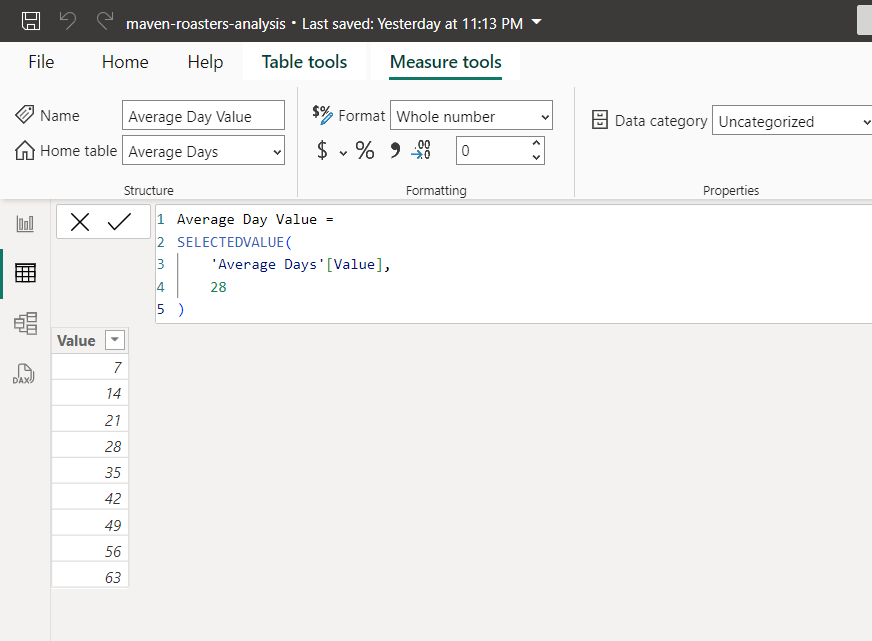 maven-roasters-analysis • Last saved: Yesterday at 11:13 PM
File Home Help Table tools Measure tools
Name Average Day Value
Home table Average Days
Structure
$% Format Whole number
$ % 9 .00 →0 0
Formatting
Data category Uncategorized
Properties
1 Average Day Value =
2 SELECTEDVALUE(
3 'Average Days'[Value],
4 28
5 )
DAX
Value
7
14
21
28
35
42
49
56
63